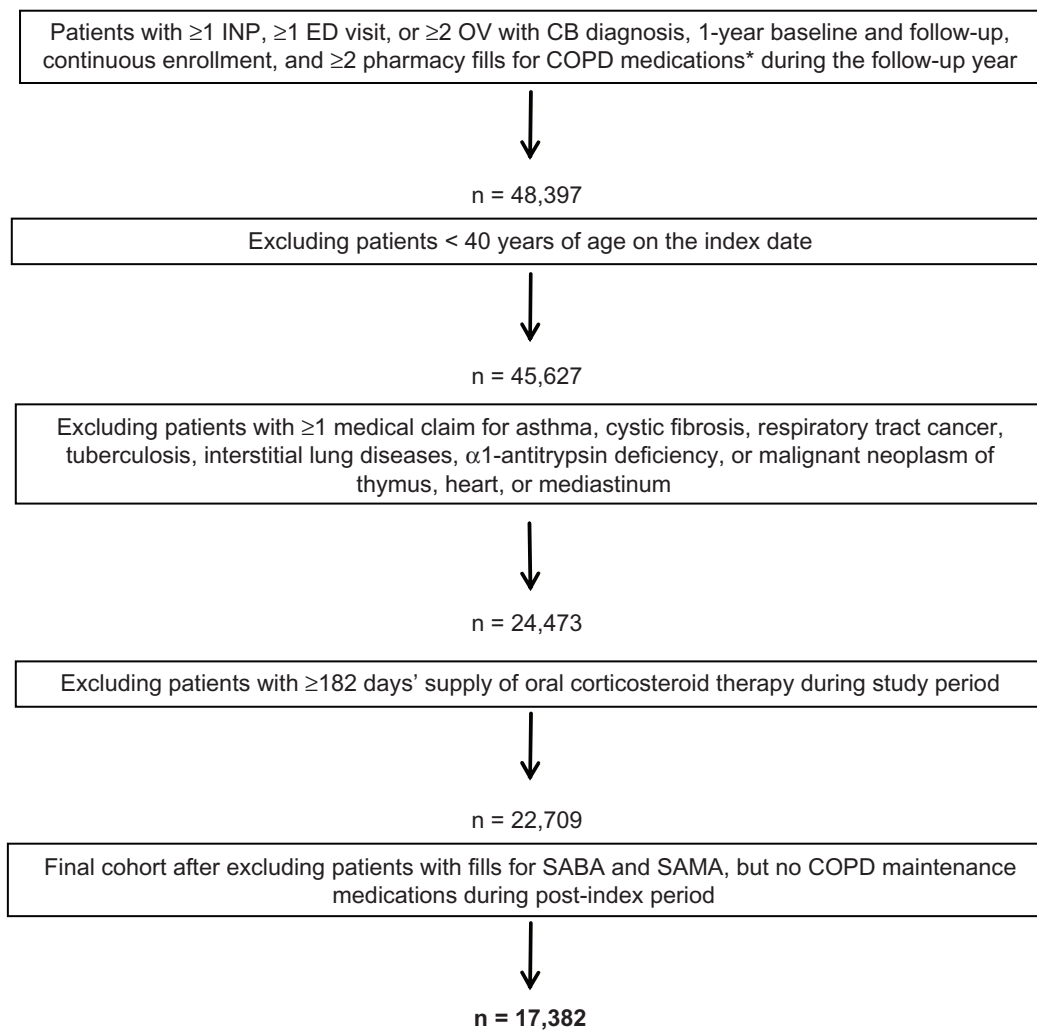 Patients with ≥1 INP, ≥1 ED visit, or ≥2 OV with CB diagnosis, 1-year baseline and follow-up,
continuous enrollment, and ≥2 pharmacy fills for COPD medications* during the follow-up year
n = 48,397
Excluding patients < 40 years of age on the index date
n = 45,627
Excluding patients with ≥1 medical claim for asthma, cystic fibrosis, respiratory tract cancer,
tuberculosis, interstitial lung diseases, α1-antitrypsin deficiency, or malignant neoplasm of
thymus, heart, or mediastinum
n = 24,473
Excluding patients with ≥182 days’ supply of oral corticosteroid therapy during study period
n = 22,709
Final cohort after excluding patients with fills for SABA and SAMA, but no COPD maintenance
medications during post-index period
n = 17,382